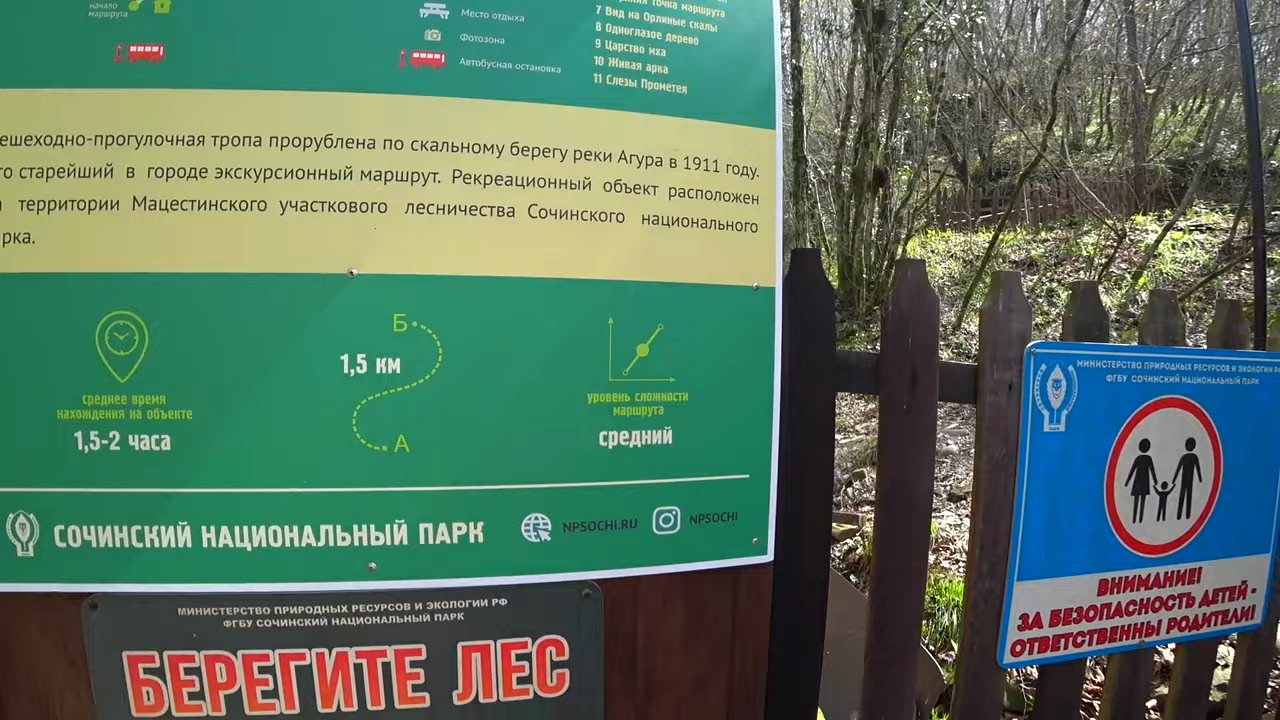 начало
маршрута
Место отдыха
Фотозона
Автобусная остановка
точка маршрута
7 Вид на Орлиные скалы
8 Одноглазое дерево
9 Царство мха
10 Живая арка
11 Слезы Прометея
ешеходно-прогулочная тропа прорублена по скальному берегу реки Агура в 1911 году.
то старейший в городе экскурсионный маршрут. Рекреационный объект расположен
а территории Мацестинского участкового лесничества Сочинского национального
рка.
среднее время
нахождения на объекте
1,5-2 часа
Б
1,5 км
А
уровень сложности
маршрута
средний
СОЧИНСКИЙ НАЦИОНАЛЬНЫЙ ПАРК
NPSOCHI.RU
NPSOCHI
МИНИСТЕРСТВО ПРИРОДНЫХ РЕСУРСОВ И ЭКОЛОГИИ РФ
ФГБУ СОЧИНСКИЙ НАЦИОНАЛЬНЫЙ ПАРК
БЕРЕГИТЕ ЛЕС
МИНИСТЕРСТВО ПРИРОДНЫХ РЕСУРСОВ И ЭКОЛОГИИ РФ
ФГБУ СОЧИНСКИЙ НАЦИОНАЛЬНЫЙ ПАРК
ПАРК
ВНИМАНИЕ!
ЗА БЕЗОПАСНОСТЬ ДЕТЕЙ -
ОТВЕТСТВЕННЫ РОДИТЕЛИ!